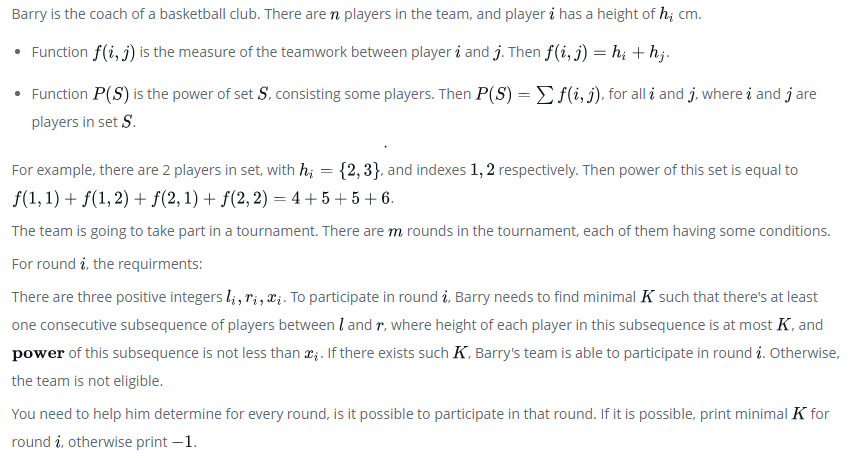 Barry is the coach of a basketball club. There are n players in the team, and player i has a height of h_i cm.
• Function f(i, j) is the measure of the teamwork between player i and j. Then f(i, j) = h_i + h_j.
• Function P(S) is the power of set S, consisting some players. Then P(S) = ∑ f(i, j), for all i and j, where i and j are
players in set S.
For example, there are 2 players in set, with h_i = {2, 3}, and indexes 1, 2 respectively. Then power of this set is equal to
f(1, 1) + f(1, 2) + f(2, 1) + f(2, 2) = 4 + 5 + 5 + 6.
The team is going to take part in a tournament. There are m rounds in the tournament, each of them having some conditions.
For round i, the requirments:
There are three positive integers l_i, r_i, x_i. To participate in round i, Barry needs to find minimal K such that there's at least
one consecutive subsequence of players between l and r, where height of each player in this subsequence is at most K, and
power of this subsequence is not less than x_i. If there exists such K, Barry's team is able to participate in round i. Otherwise,
the team is not eligible.
You need to help him determine for every round, is it possible to participate in that round. If it is possible, print minimal K for
round i, otherwise print −1.